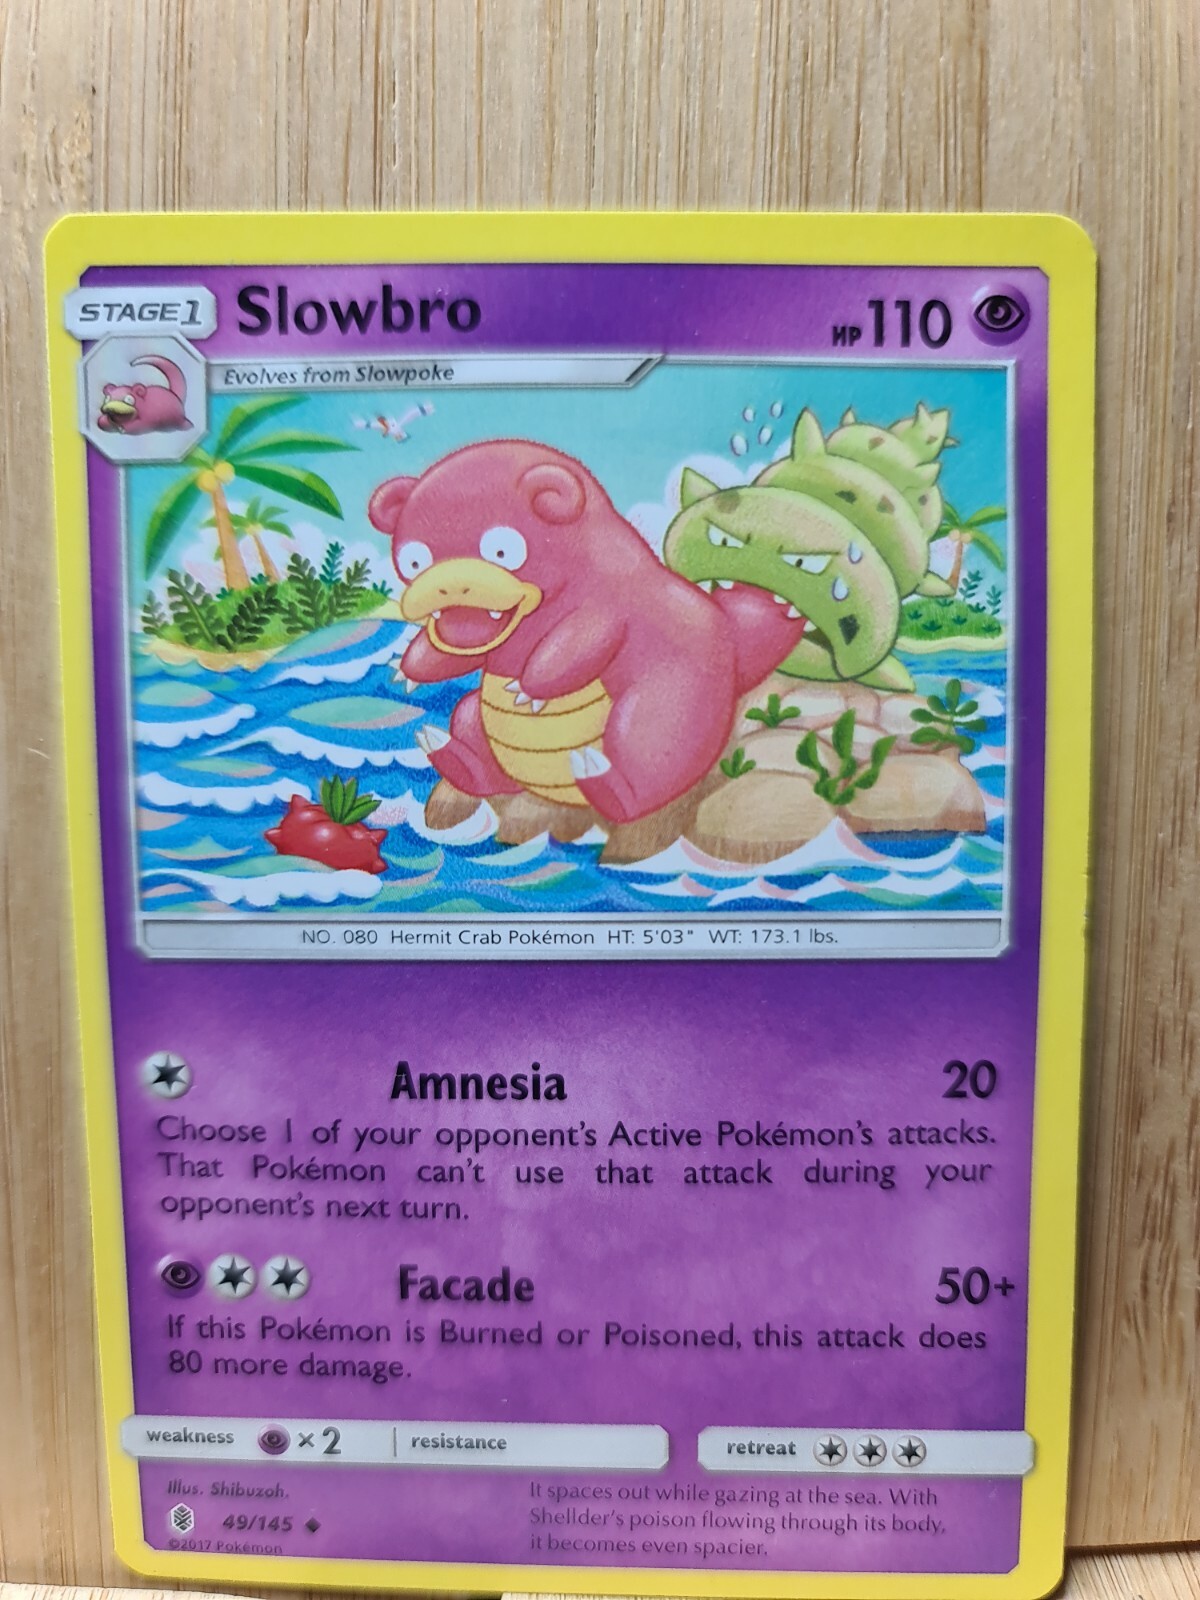 STAGE 1 Slowbro HP 110
Evolves from Slowpoke
NO. 080 Hermit Crab Pokémon HT: 5'03" WT: 173.1 lbs.
Amnesia 20
Choose 1 of your opponent's Active Pokémon's attacks.
That Pokémon can't use that attack during your
opponent's next turn.
Facade 50+
If this Pokémon is Burned or Poisoned, this attack does
80 more damage.
weakness ×2 resistance retreat
Illus. Shibuzoh.
49/145
©2017 Pokémon
It spaces out while gazing at the sea. With
Shellder's poison flowing through its body,
it becomes even spacier.